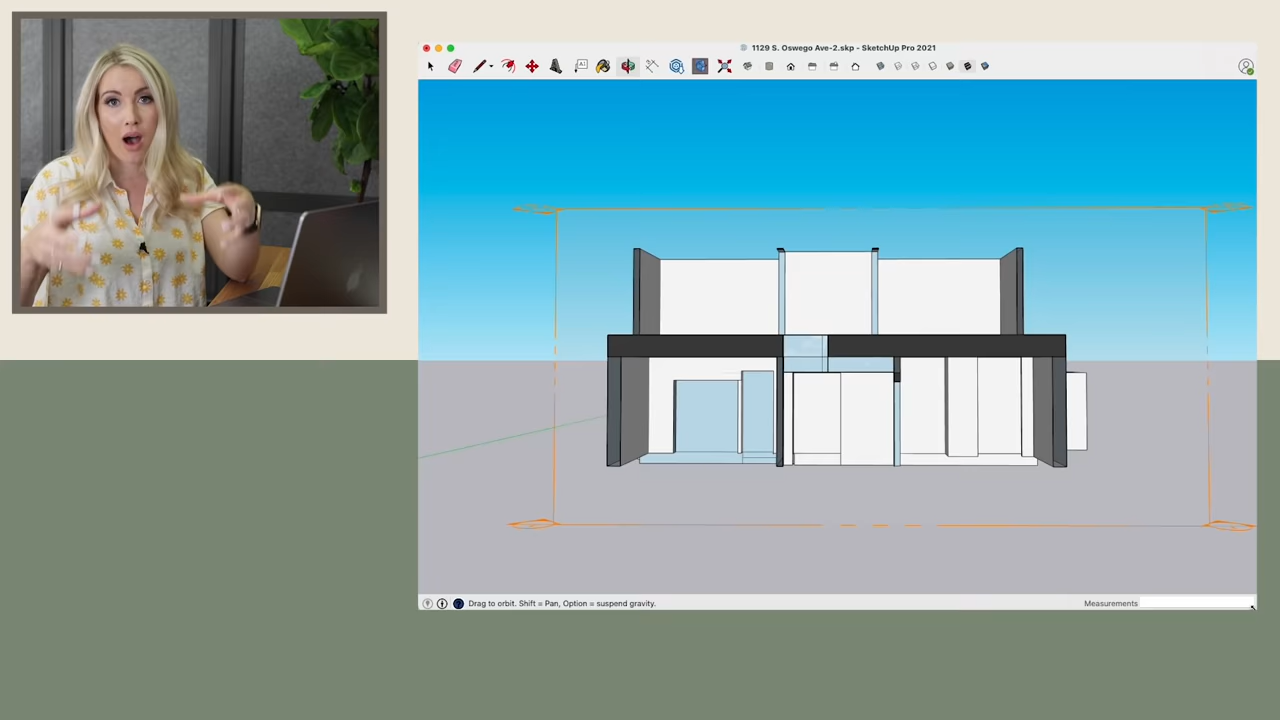 1129 S. Oswego Ave-2.skp - SketchUp Pro 2021
Drag to orbit. Shift = Pan, Option = suspend gravity.
Measurements